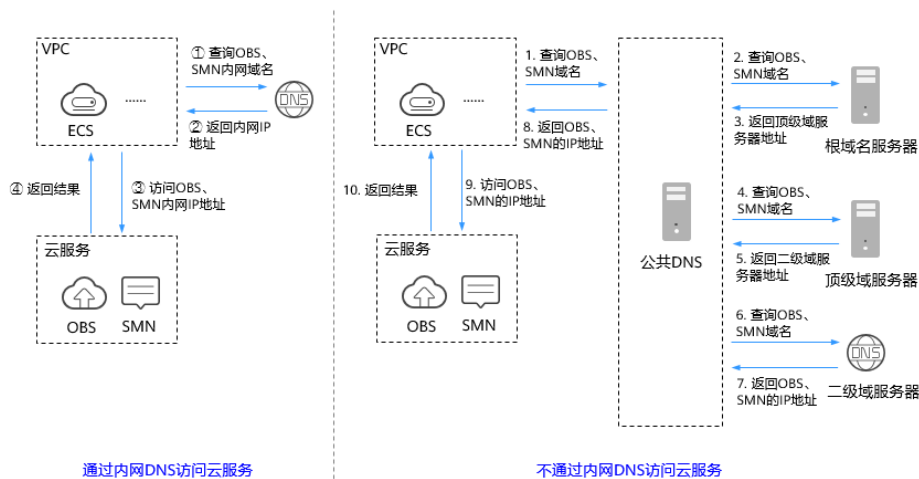 VPC
① 查询OBS、
SMN内网域名
ECS
......
DNS
② 返回内网IP
地址
④ 返回结果
③ 访问OBS、
SMN内网IP地址
云服务
OBS
SMN
通过内网DNS访问云服务
VPC
1. 查询OBS、
SMN域名
ECS
......
8. 返回OBS、
SMN的IP地址
10. 返回结果
9. 访问OBS、
SMN的IP地址
云服务
OBS
SMN
公共DNS
2. 查询OBS、
SMN域名
3. 返回顶级域服
务器地址
根域名服务器
4. 查询OBS、
SMN域名
5. 返回二级域服
务器地址
顶级域服务器
6. 查询OBS、
SMN域名
DNS
7. 返回OBS、
SMN的IP地址
二级域服务器
不通过内网DNS访问云服务